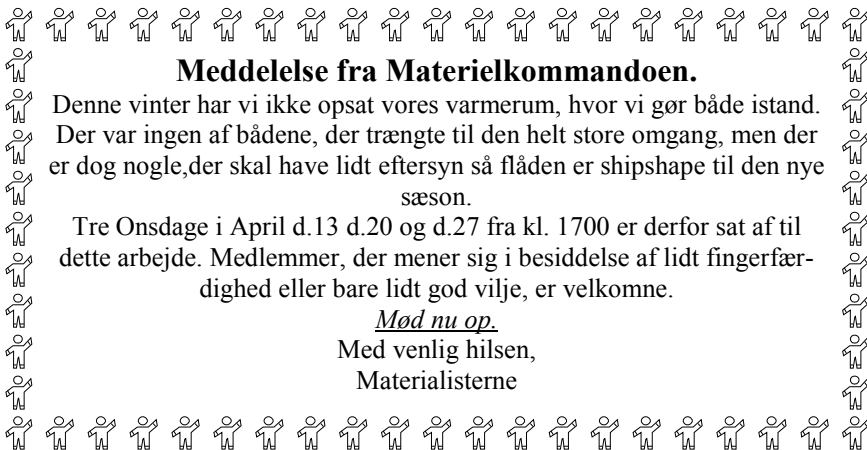 Meddelelse fra Materielkommandoen.
Denne vinter har vi ikke opsat vores varmerum, hvor vi gør både istand.
Der var ingen af bådene, der trængte til den helt store omgang, men der
er dog nogle,der skal have lidt eftersyn så flåden er shipshape til den nye
sæson.
Tre Onsdage i April d.13 d.20 og d.27 fra kl. 1700 er derfor sat af til
dette arbejde. Medlemmer, der mener sig i besiddelse af lidt fingerfær-
dighed eller bare lidt god vilje, er velkomne.
Mød nu op.
Med venlig hilsen,
Materialisterne